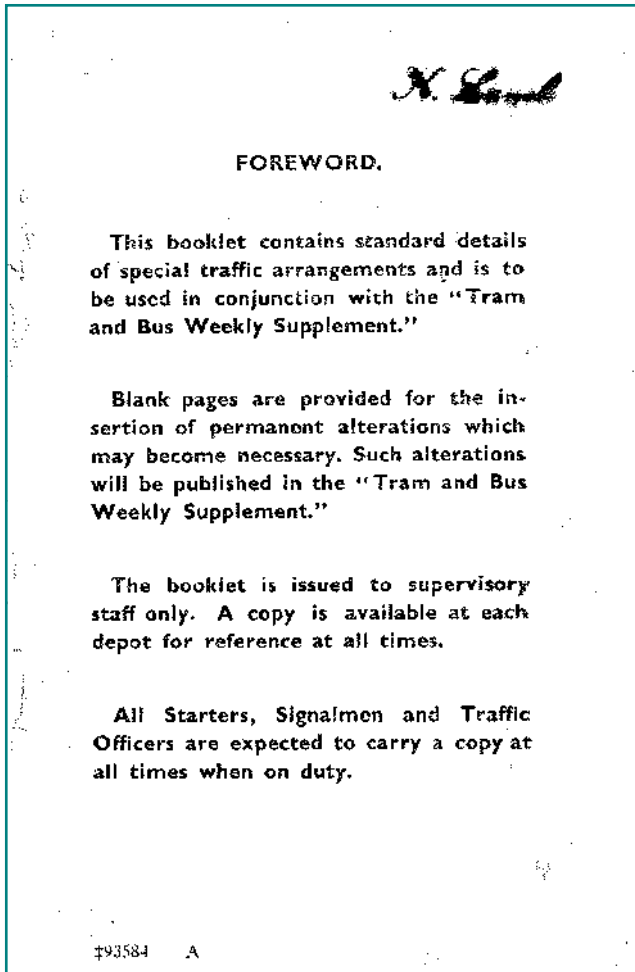 N.
FOREWORD.
This booklet contains standard details
of special traffic arrangements and is to
be used in conjunction with the "Tram
and Bus Weekly Supplement."
Blank pages are provided for the in-
sertion of permanent alterations which
may become necessary. Such alterations
will be published in the "Tram and Bus
Weekly Supplement."
The booklet is issued to supervisory
staff only. A copy is available at each
depot for reference at all times.
All Starters, Signalmen and Traffic
Officers are expected to carry a copy at
all times when on duty.
‡93584 A